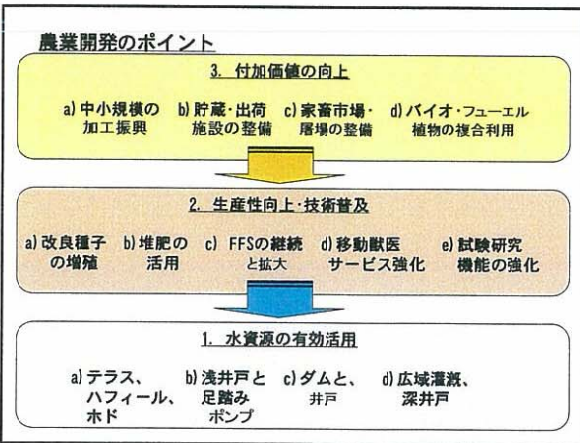 農業開発のポイント
3. 付加価値の向上
a) 中小規模の加工振興
b) 貯蔵・出荷施設の整備
c) 家畜市場・屠場の整備
d) バイオ・フューエル植物の複合利用
2. 生産性向上・技術普及
a) 改良種子の増殖
b) 堆肥の活用
c) FFSの継続と拡大
d) 移動獣医サービス強化
e) 試験研究機能の強化
1. 水資源の有効活用
a) テラス、ハフィール、ホド
b) 浅井戸と足踏みポンプ
c) ダムと、井戸
d) 広域灌漑、深井戸